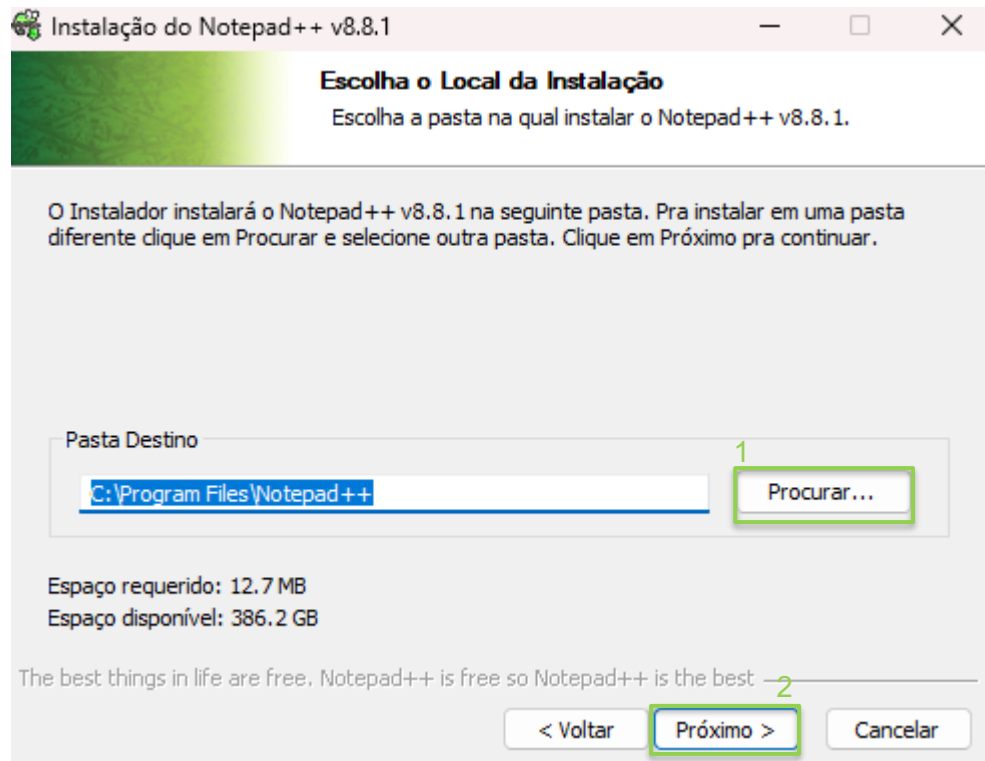 Instalação do Notepad++ v8.8.1
Escolha o Local da Instalação
Escolha a pasta na qual instalar o Notepad++ v8.8.1.
O Instalador instalará o Notepad++ v8.8.1 na seguinte pasta. Pra instalar em uma pasta
diferente clique em Procurar e selecione outra pasta. Clique em Próximo pra continuar.
Pasta Destino
1
C:\Program Files\Notepad++
Procurar...
Espaço requerido: 12.7 MB
Espaço disponível: 386.2 GB
The best things in life are free. Notepad++ is free so Notepad++ is the best
2
< Voltar
Próximo >
Cancelar